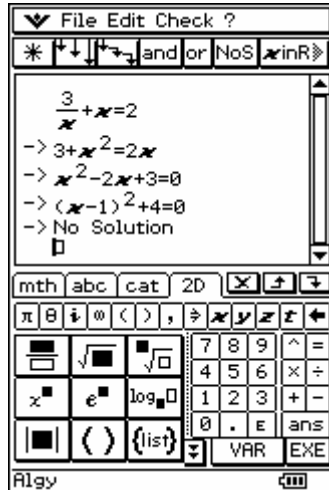 File Edit Check ?
and or NoS xinR
3/x+x=2
-> 3+x²=2x
-> x²-2x+3=0
-> (x-1)²+4=0
-> No Solution
mth abc cat 2D
π θ i ∞ ( ) , ⇒ x y z t ←
7 8 9 ^ =
√■ ■√□ 4 5 6 × ÷
x■ e■ log■□ 1 2 3 + -
|■| ( ) {list} 0 . E ans
VAR EXE
Algy